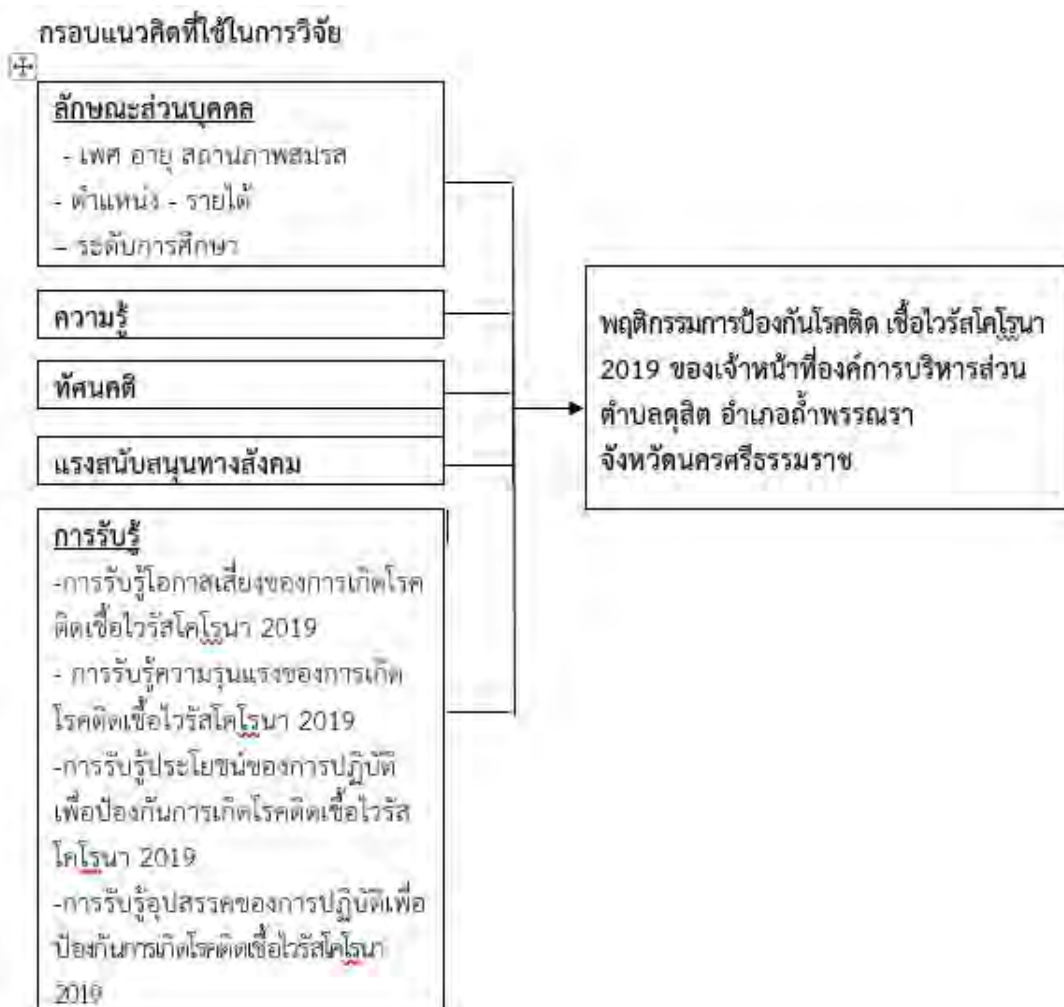 กรอบแนวคิดที่ใช้ในการวิจัย
ลักษณะส่วนบุคคล
- เพศ อายุ สถานภาพสมรส
- ตำแหน่ง - รายได้
– ระดับการศึกษา
ความรู้
ทัศนคติ
แรงสนับสนุนทางสังคม
การรับรู้
-การรับรู้โอกาสเสี่ยงของการเกิดโรค
ติดเชื้อไวรัสโคโรนา 2019
- การรับรู้ความรุนแรงของการเกิด
โรคติดเชื้อไวรัสโคโรนา 2019
-การรับรู้ประโยชน์ของการปฏิบัติ
เพื่อป้องกันการเกิดโรคติดเชื้อไวรัส
โคโรนา 2019
-การรับรู้อุปสรรคของการปฏิบัติเพื่อ
ป้องกันการเกิดโรคติดเชื้อไวรัสโคโรนา
2019
พฤติกรรมการป้องกันโรคติด เชื้อไวรัสโคโรนา
2019 ของเจ้าหน้าที่องค์การบริหารส่วน
ตำบลดุสิต อำเภอถ้ำพรรณรา
จังหวัดนครศรีธรรมราช